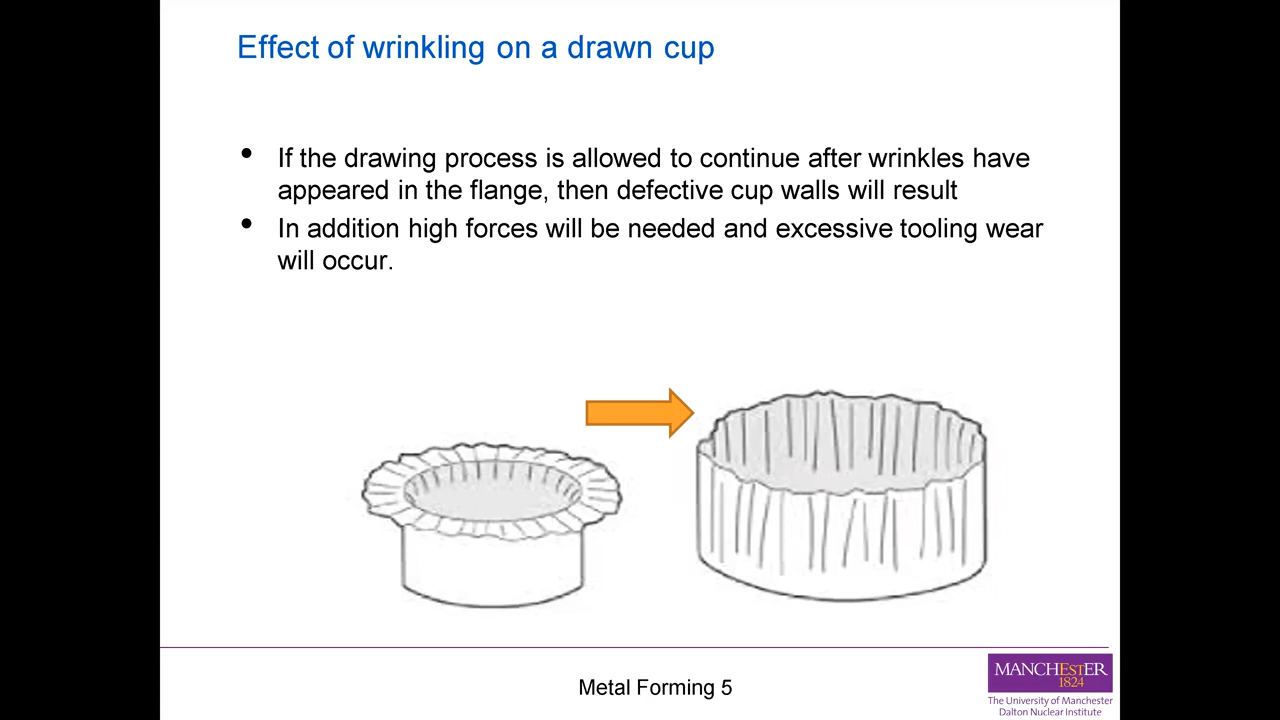 Effect of wrinkling on a drawn cup
• If the drawing process is allowed to continue after wrinkles have
appeared in the flange, then defective cup walls will result
• In addition high forces will be needed and excessive tooling wear
will occur.
Metal Forming 5
MANCHESTER
1824
The University of Manchester
Dalton Nuclear Institute